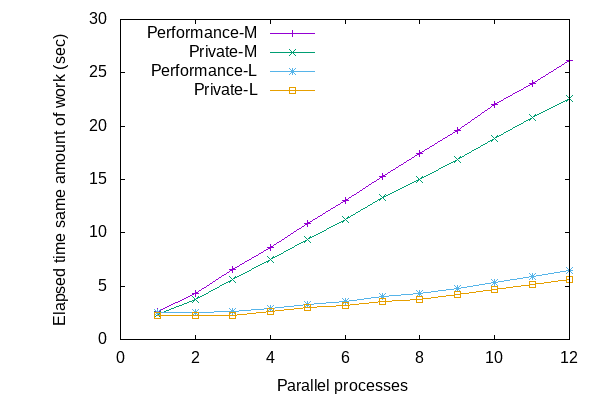 Elapsed time same amount of work (sec)
30
25
20
15
10
5
0
Performance-M
Private-M
Performance-L
Private-L
0 2 4 6 8 10 12
Parallel processes